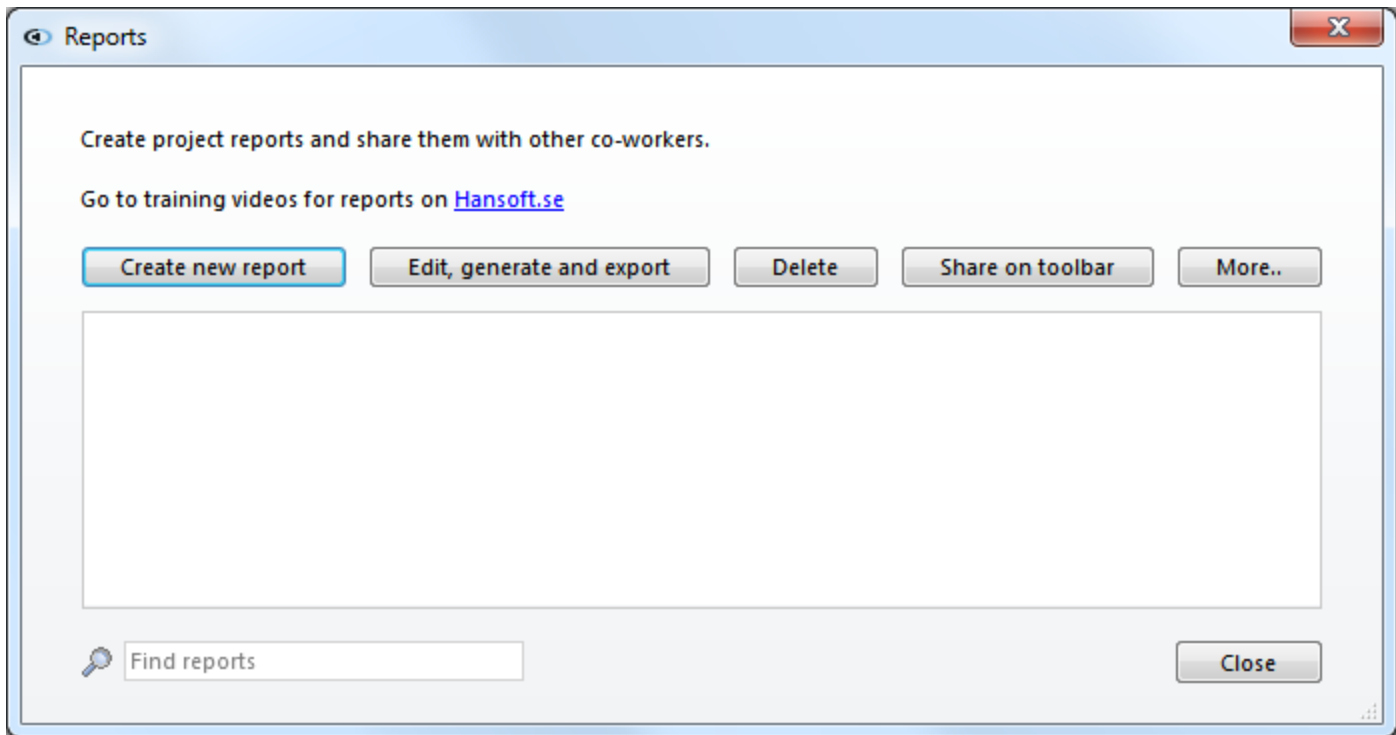 Reports
Create project reports and share them with other co-workers.
Go to training videos for reports on Hansoft.se
Create new report Edit, generate and export Delete Share on toolbar More..
Find reports Close